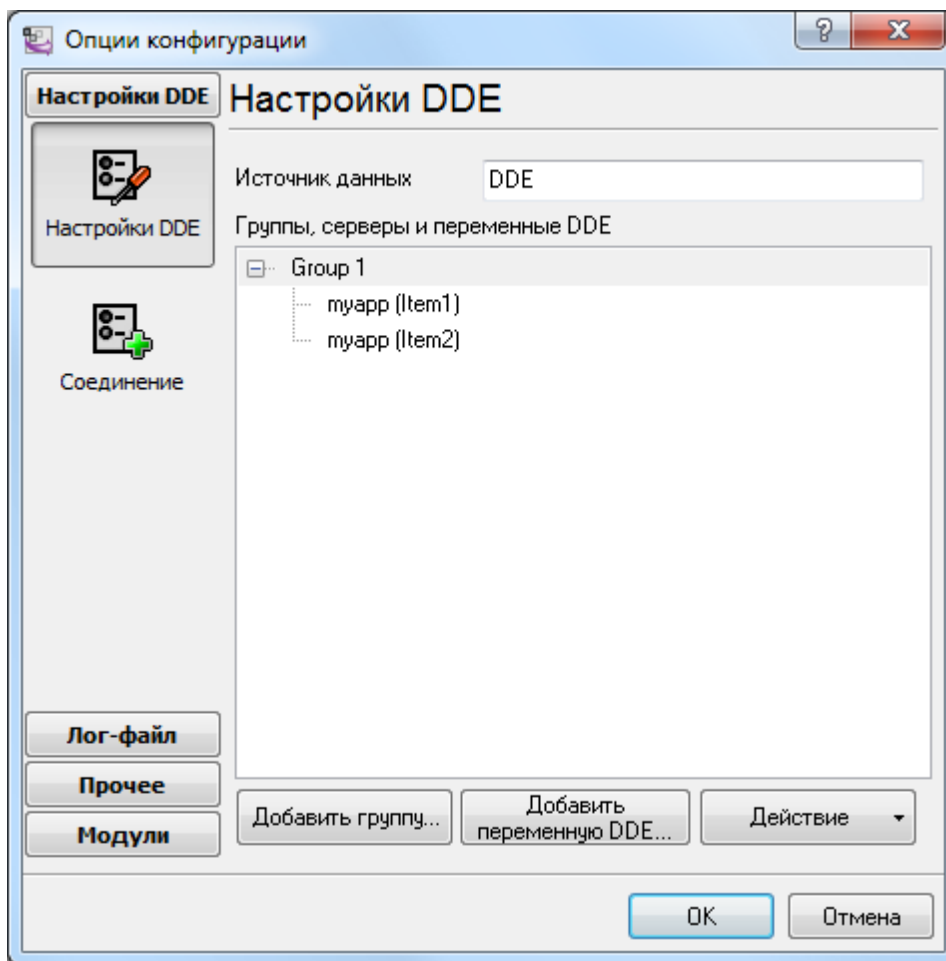 Опции конфигурации
?
Настройки DDE
Настройки DDE
Настройки DDE
Соединение
Лог-файл
Прочее
Модули
Источник данных
DDE
Группы, серверы и переменные DDE
Group 1
myapp (Item1)
myapp (Item2)
Добавить группу...
Добавить
переменную DDE...
Действие
OK
Отмена